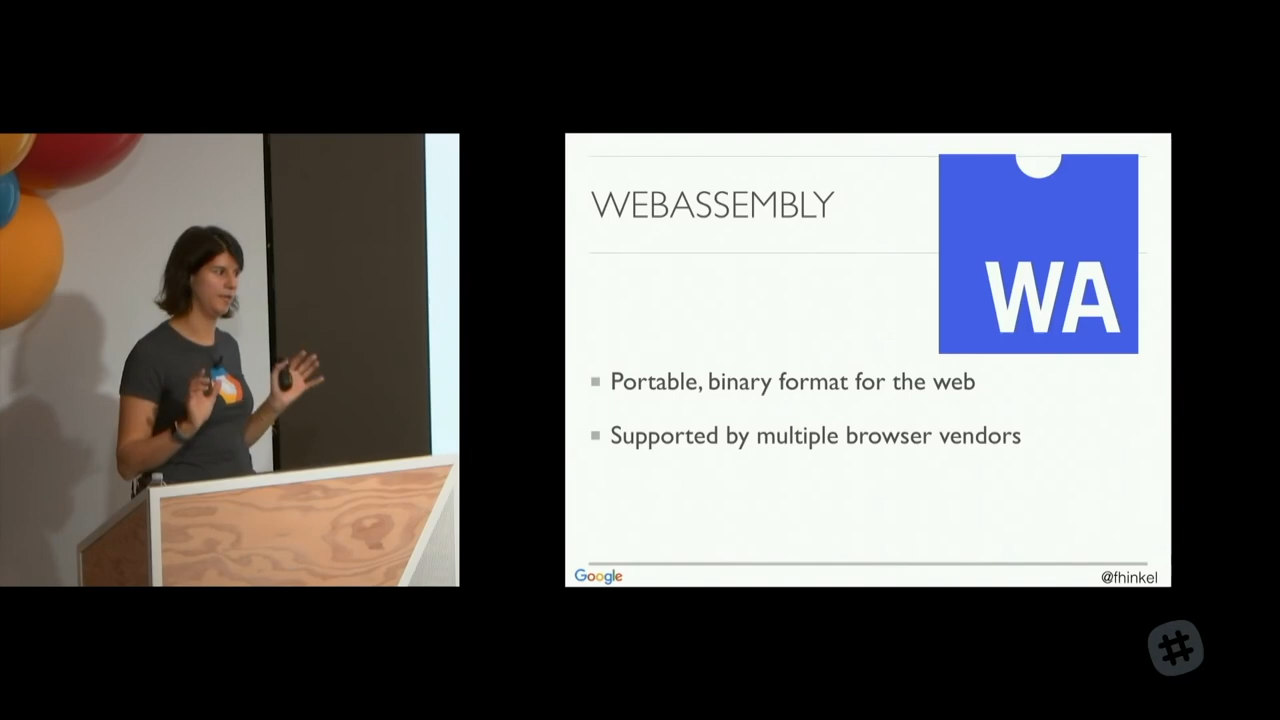 WEBASSEMBLY
WA
Portable, binary format for the web
Supported by multiple browser vendors
Google
@fhinkel